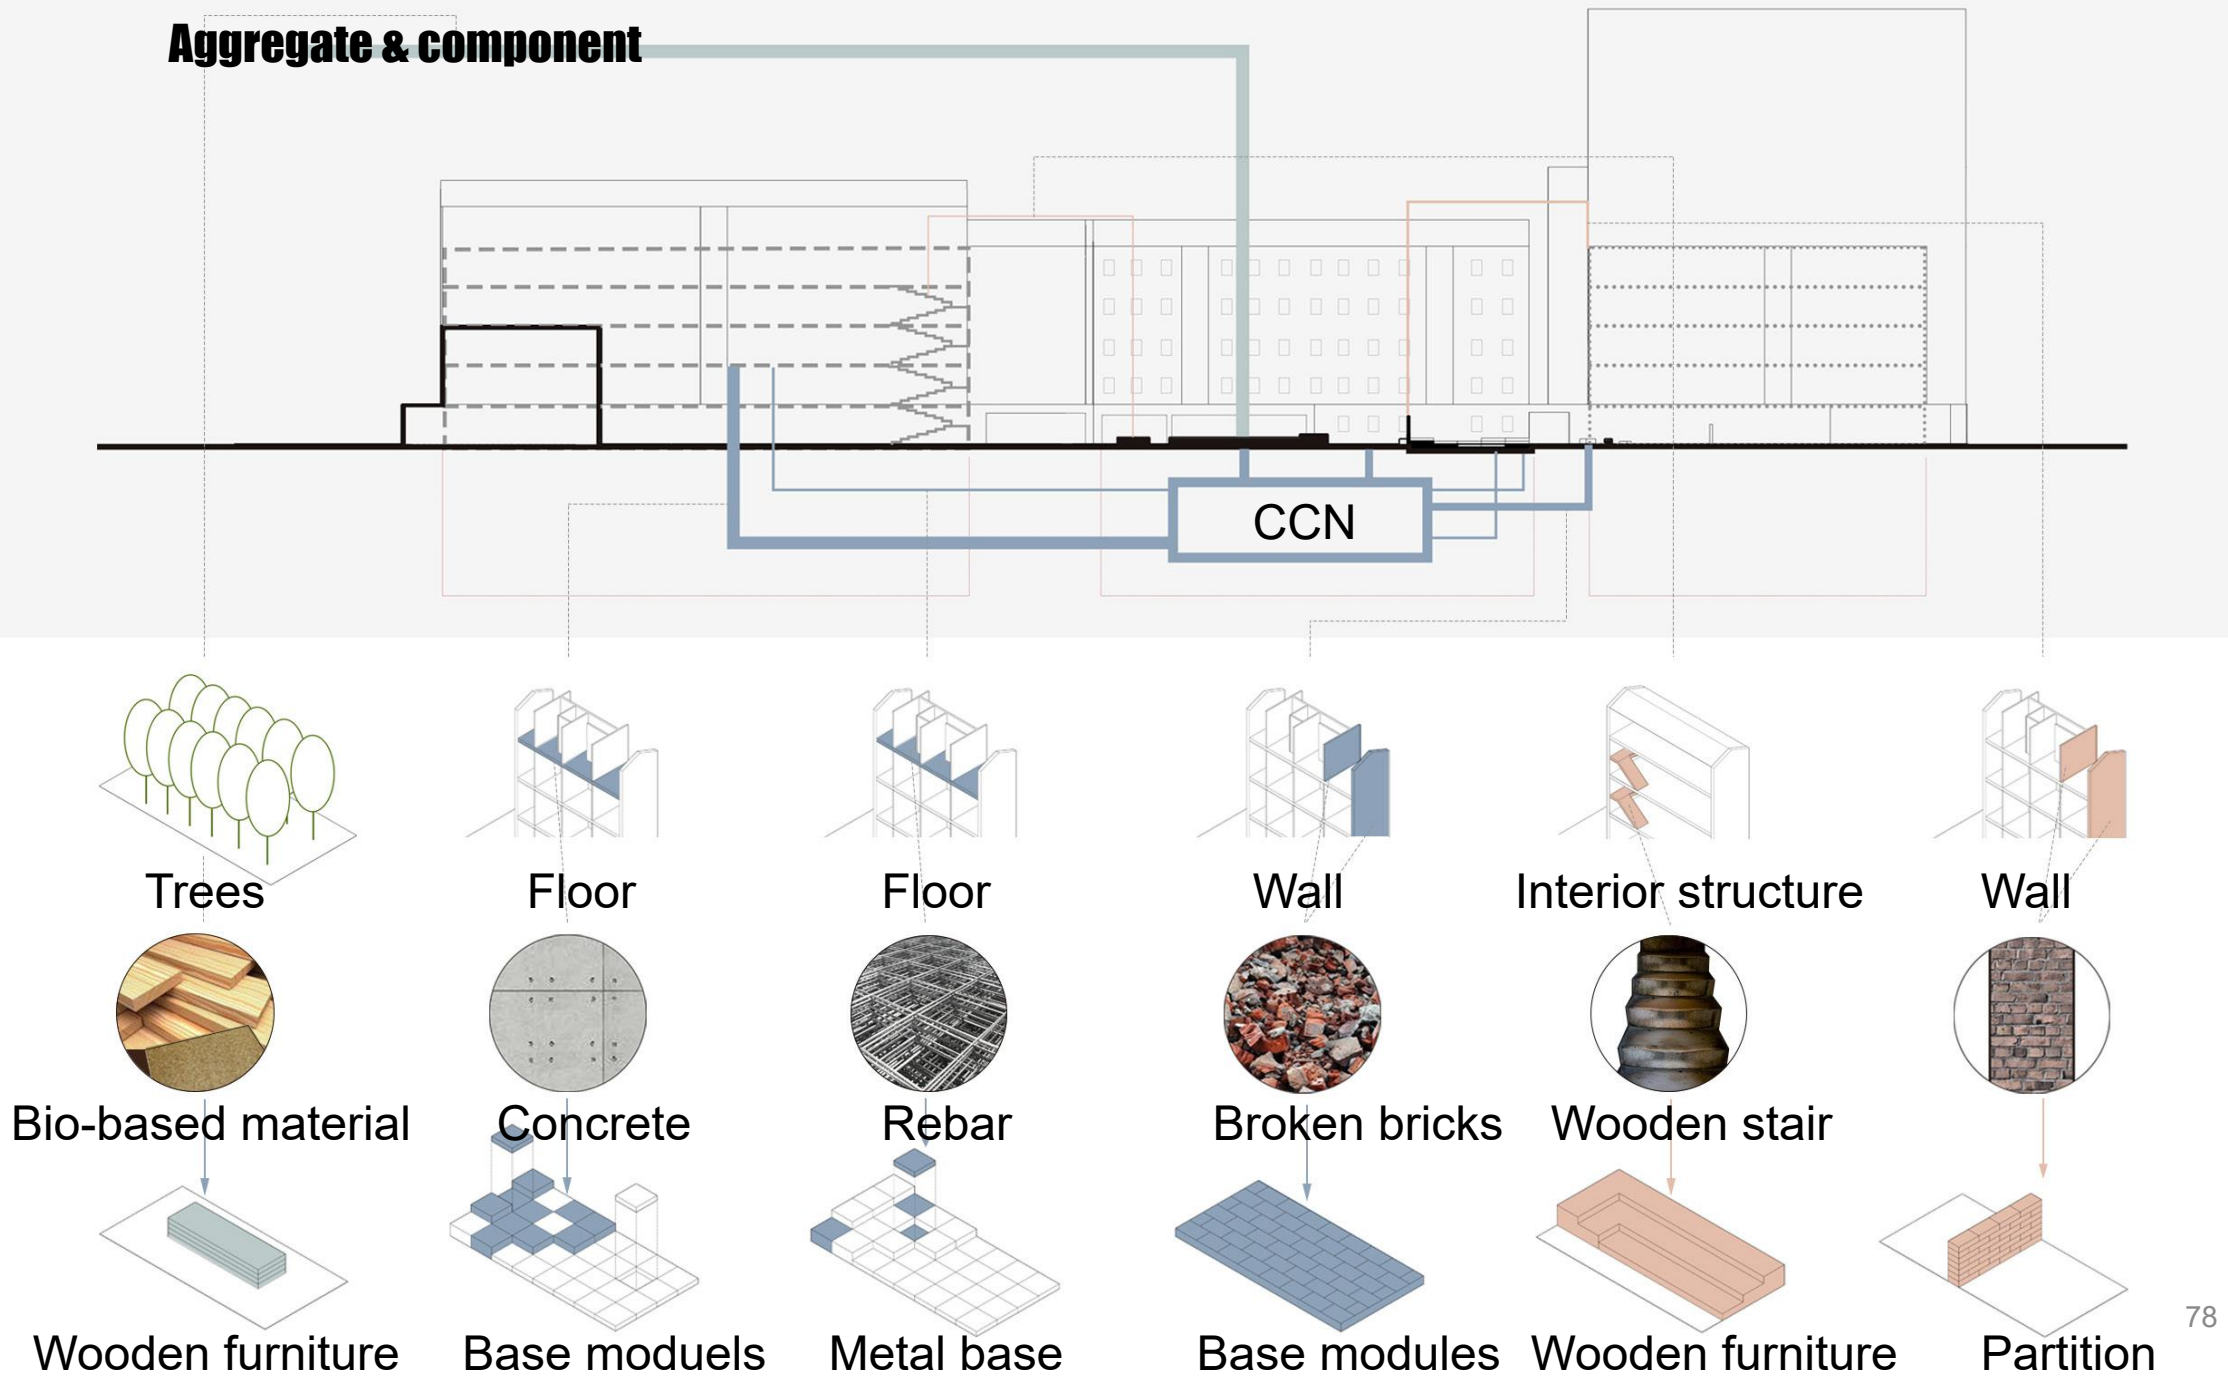 Aggregate & component
CCN
Trees
Floor
Floor
Wall
Interior structure
Wall
Bio-based material
Concrete
Rebar
Broken bricks
Wooden stair
Wooden furniture
Base moduels
Metal base
Base modules
Wooden furniture
Partition
78